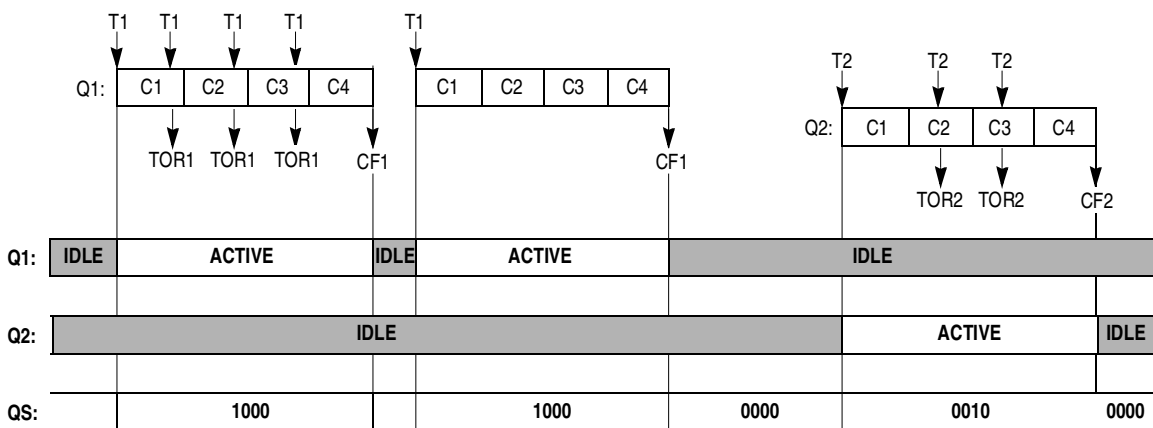 T1 T1 T1 T1 T1
T2 T2 T2
Q1: C1 C2 C3 C4 C1 C2 C3 C4
Q2: C1 C2 C3 C4
TOR1 TOR1 TOR1 CF1 CF1
TOR2 TOR2 CF2
Q1: IDLE ACTIVE IDLE ACTIVE IDLE
Q2: IDLE ACTIVE IDLE
QS: 1000 1000 0000 0010 0000